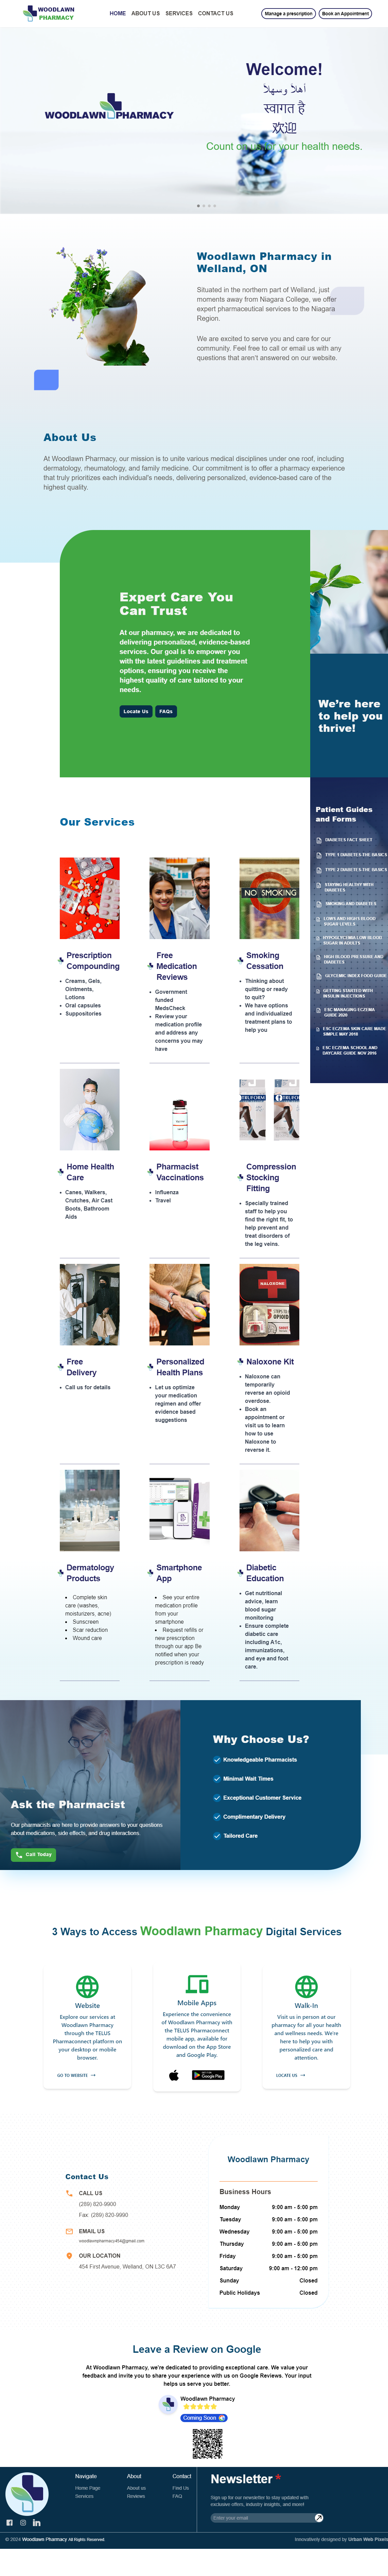 WOODLAWN
PHARMACY
HOME ABOUT US SERVICES CONTACT US
Manage a prescription Book an Appointment
WOODLAWN PHARMACY
Welcome!
أهلاً وسهلاً
स्वागत है
欢迎
Count on us for your health needs.
Woodlawn Pharmacy in
Welland, ON
Situated in the northern part of Welland, just
moments away from Niagara College, we offer
expert pharmaceutical services to the Niagara
Region.
We are excited to serve you and care for our
community. Feel free to call or email us with any
questions that aren't answered on our website.
About Us
At Woodlawn Pharmacy, our mission is to unite various medical disciplines under one roof, including
dermatology, rheumatology, and family medicine. Our commitment is to offer a pharmacy experience
that truly prioritizes each individual's needs, delivering personalized, evidence-based care of the
highest quality.
Expert Care You
Can Trust
At our pharmacy, we are dedicated to
delivering personalized, evidence-based
services. Our goal is to empower you
with the latest guidelines and treatment
options, ensuring you receive the
highest quality of care tailored to your
needs.
Locate Us FAQs
We're here
to help you
thrive!
Patient Guides
and Forms
DIABETES FACT SHEET
TYPE 1 DIABETES-THE BASICS
TYPE 2 DIABETES-THE BASICS
STAYING HEALTHY WITH
DIABETES
SMOKING AND DIABETES
LOWS AND HIGHS BLOOD
SUGAR LEVELS
HYPOGLYCEMIA LOW BLOOD
SUGAR IN ADULTS
HIGH BLOOD PRESSURE AND
DIABETES
GLYCEMIC INDEX FOOD GUIDE
GETTING STARTED WITH
INSULIN INJECTIONS
ESC MANAGING ECZEMA
GUIDE 2020
ESC ECZEMA SKIN CARE MADE
SIMPLE MAY 2018
ESC ECZEMA SCHOOL AND
DAYCARE GUIDE NOV 2016
Our Services
NO SMOKING
Prescription
Compounding
Creams, Gels,
Ointments,
Lotions
Oral capsules
Suppositories
Free
Medication
Reviews
Government
funded
MedsCheck
Review your
medication profile
and address any
concerns you may
have
Smoking
Cessation
Thinking about
quitting or ready
to quit?
We have options
and individualized
treatment plans to
help you
TRUFORM
Home Health
Care
Canes, Walkers,
Crutches, Air Cast
Boots, Bathroom
Aids
Pharmacist
Vaccinations
Influenza
Travel
Compression
Stocking
Fitting
Specially trained
staff to help you
find the right fit, to
help prevent and
treat disorders of
the leg veins.
NALOXONE
OPIOID
Free
Delivery
Call us for details
Personalized
Health Plans
Let us optimize
your medication
regimen and offer
evidence based
suggestions
Naloxone Kit
Naloxone can
temporarily
reverse an opioid
overdose.
Book an
appointment or
visit us to learn
how to use
Naloxone to
reverse it.
Dermatology
Products
Complete skin
care (washes,
moisturizers, acne)
Sunscreen
Scar reduction
Wound care
Smartphone
App
See your entire
medication profile
from your
smartphone
Request refills or
new prescription
through our app Be
notified when your
prescription is ready
Diabetic
Education
Get nutritional
advice, learn
blood sugar
monitoring
Ensure complete
diabetic care
including A1c,
immunizations,
and eye and foot
care.
Ask the Pharmacist
Our pharmacists are here to provide answers to your questions
about medications, side effects, and drug interactions.
Call Today
Why Choose Us?
Knowledgeable Pharmacists
Minimal Wait Times
Exceptional Customer Service
Complimentary Delivery
Tailored Care
3 Ways to Access Woodlawn Pharmacy Digital Services
Website
Explore our services at
Woodlawn Pharmacy
through the TELUS
Pharmaconnect platform on
your desktop or mobile
browser.
GO TO WEBSITE →
Mobile Apps
Experience the convenience
of Woodlawn Pharmacy with
the TELUS Pharmaconnect
mobile app, available for
download on the App Store
and Google Play.
Google Play
Walk-In
Visit us in person at our
pharmacy for all your health
and wellness needs. We're
here to help you with
personalized care and
attention.
LOCATE US →
Contact Us
CALL US
(289) 820-9900
Fax: (289) 820-9990
EMAIL US
woodlawnpharmacy454@gmail.com
OUR LOCATION
454 First Avenue, Welland, ON L3C 6A7
Woodlawn Pharmacy
Business Hours
Monday 9:00 am - 5:00 pm
Tuesday 9:00 am - 5:00 pm
Wednesday 9:00 am - 5:00 pm
Thursday 9:00 am - 5:00 pm
Friday 9:00 am - 5:00 pm
Saturday 9:00 am - 12:00 pm
Sunday Closed
Public Holidays Closed
Leave a Review on Google
At Woodlawn Pharmacy, we're dedicated to providing exceptional care. We value your
feedback and invite you to share your experience with us on Google Reviews. Your input
helps us serve you better.
Woodlawn Pharmacy
Coming Soon
Navigate
Home Page
Services
About
About us
Reviews
Contact
Find Us
FAQ
Newsletter
Sign up for our newsletter to stay updated with
exclusive offers, industry insights, and more!
Enter your email
© 2024 Woodlawn Pharmacy All Rights Reserved
Innovatively designed by Urban Web Pixels